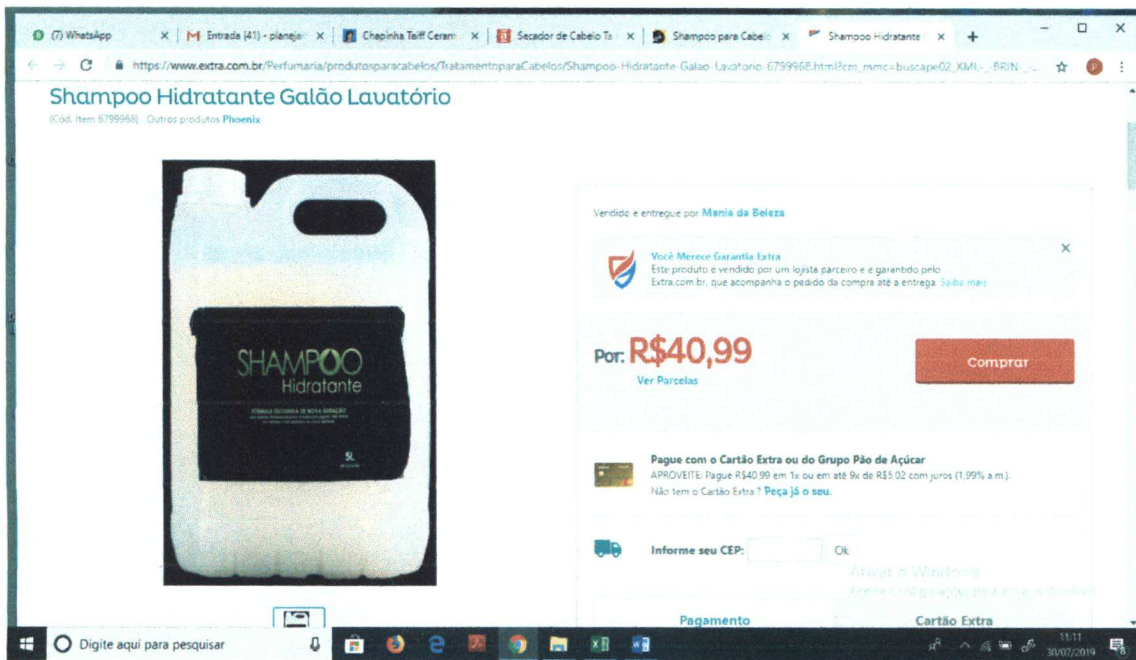 (7) WhatsApp
Entrada (41) - planeja
Chapinha Taiff Ceram
Secador de Cabelo Ta
Shampoo para Cabel
Shampoo Hidratante
https://www.extra.com.br/Perfumaria/produtosparacabelos/TratamentoparaCabelos/Shampoo-Hidratante-Galao-Lavatorio-6799968.html?cm_mmc=buscape02_XML-_-BRIN-_-
Shampoo Hidratante Galão Lavatório
(Cód. Item 6799968) Outros produtos Phoenix
SHAMPOO
Hidratante
5L
Vendido e entregue por Mania da Beleza
Você Merece Garantia Extra
Este produto é vendido por um lojista parceiro e é garantido pelo
Extra.com.br, que acompanha o pedido da compra até a entrega. Saiba mais
Por: R$40,99
Comprar
Ver Parcelas
Pague com o Cartão Extra ou do Grupo Pão de Açúcar
APROVEITE: Pague R$40,99 em 1x ou em até 9x de R$5,02 com juros (1,99% a.m.).
Não tem o Cartão Extra ? Peça já o seu.
Informe seu CEP:
Ok
Ativar o Windows
Pagamento
Cartão Extra
Digite aqui para pesquisar
11:11
30/07/2019